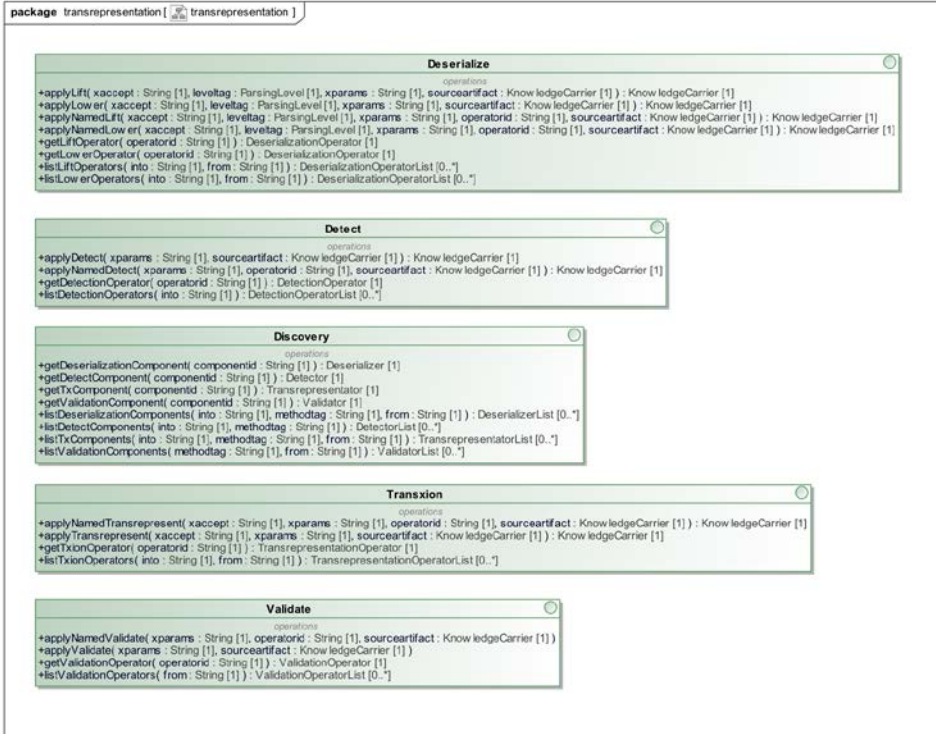 package transrepresentation [ transrepresentation ]
Deserialize
operations
+applyLift( xaccept : String [1], leveltag : ParsingLevel [1], xparams : String [1], sourceartifact : KnowledgeCarrier [1] ) : KnowledgeCarrier [1]
+applyLower( xaccept : String [1], leveltag : ParsingLevel [1], xparams : String [1], sourceartifact : KnowledgeCarrier [1] ) : KnowledgeCarrier [1]
+applyNamedLift( xaccept : String [1], leveltag : ParsingLevel [1], xparams : String [1], operatorid : String [1], sourceartifact : KnowledgeCarrier [1] ) : KnowledgeCarrier [1]
+applyNamedLower( xaccept : String [1], leveltag : ParsingLevel [1], xparams : String [1], operatorid : String [1], sourceartifact : KnowledgeCarrier [1] ) : KnowledgeCarrier [1]
+getLiftOperator( operatorid : String [1] ) : DeserializationOperator [1]
+getLowerOperator( operatorid : String [1] ) : DeserializationOperator [1]
+listLiftOperators( into : String [1], from : String [1] ) : DeserializationOperatorList [0..*]
+listLowerOperators( into : String [1], from : String [1] ) : DeserializationOperatorList [0..*]
Detect
operations
+applyDetect( xparams : String [1], sourceartifact : KnowledgeCarrier [1] ) : KnowledgeCarrier [1]
+applyNamedDetect( xparams : String [1], operatorid : String [1], sourceartifact : KnowledgeCarrier [1] ) : KnowledgeCarrier [1]
+getDetectionOperator( operatorid : String [1] ) : DetectionOperator [1]
+listDetectionOperators( into : String [1] ) : DetectionOperatorList [0..*]
Discovery
operations
+getDeserializationComponent( componentid : String [1] ) : Deserializer [1]
+getDetectComponent( componentid : String [1] ) : Detector [1]
+getTxComponent( componentid : String [1] ) : Transrepresentator [1]
+getValidationComponent( componentid : String [1] ) : Validator [1]
+listDeserializationComponents( into : String [1], methodtag : String [1], from : String [1] ) : DeserializerList [0..*]
+listDetectComponents( into : String [1], methodtag : String [1] ) : DetectorList [0..*]
+listTxComponents( into : String [1], methodtag : String [1], from : String [1] ) : TransrepresentatorList [0..*]
+listValidationComponents( methodtag : String [1], from : String [1] ) : ValidatorList [0..*]
Transxion
operations
+applyNamedTransrepresent( xaccept : String [1], xparams : String [1], operatorid : String [1], sourceartifact : KnowledgeCarrier [1] ) : KnowledgeCarrier [1]
+applyTransrepresent( xaccept : String [1], xparams : String [1], sourceartifact : KnowledgeCarrier [1] ) : KnowledgeCarrier [1]
+getTxionOperator( operatorid : String [1] ) : TransrepresentationOperator [1]
+listTxionOperators( into : String [1], from : String [1] ) : TransrepresentationOperatorList [0..*]
Validate
operations
+applyNamedValidate( xparams : String [1], operatorid : String [1], sourceartifact : KnowledgeCarrier [1] )
+applyValidate( xparams : String [1], sourceartifact : KnowledgeCarrier [1] )
+getValidationOperator( operatorid : String [1] ) : ValidationOperator [1]
+listValidationOperators( from : String [1] ) : ValidationOperatorList [0..*]